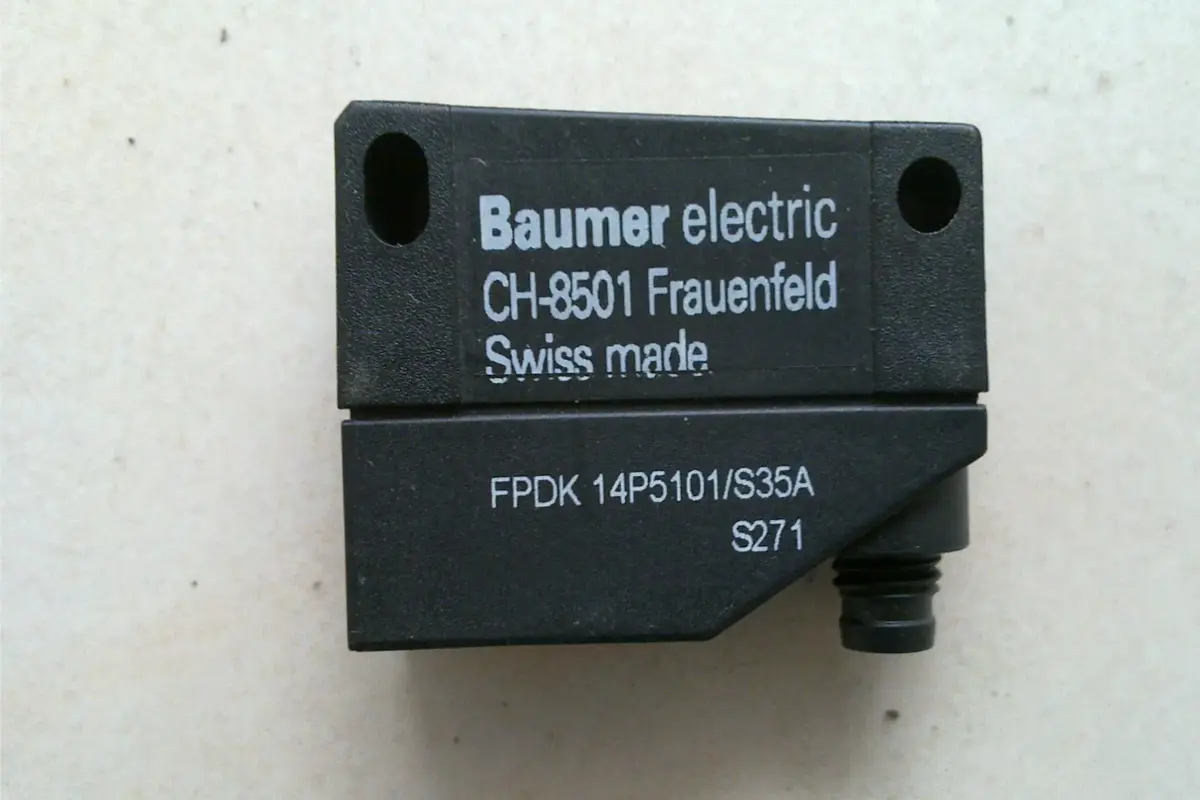 Baumer electric
CH-8501 Frauenfeld
Swiss made
FPDK 14P5101/S35A
S271